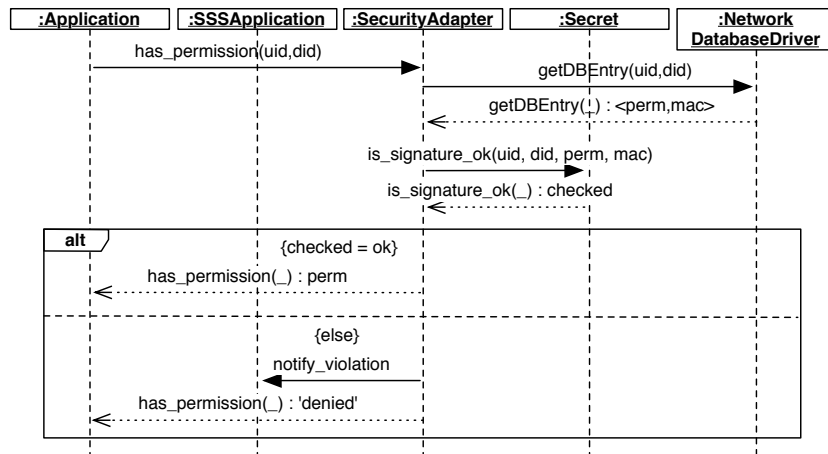 :Application
:SSSApplication
:SecurityAdapter
:Secret
:Network
DatabaseDriver
has_permission(uid,did)
getDBEntry(uid,did)
getDBEntry(_) : <perm,mac>
is_signature_ok(uid, did, perm, mac)
is_signature_ok(_) : checked
alt
{checked = ok}
has_permission(_) : perm
{else}
notify_violation
has_permission(_) : 'denied'